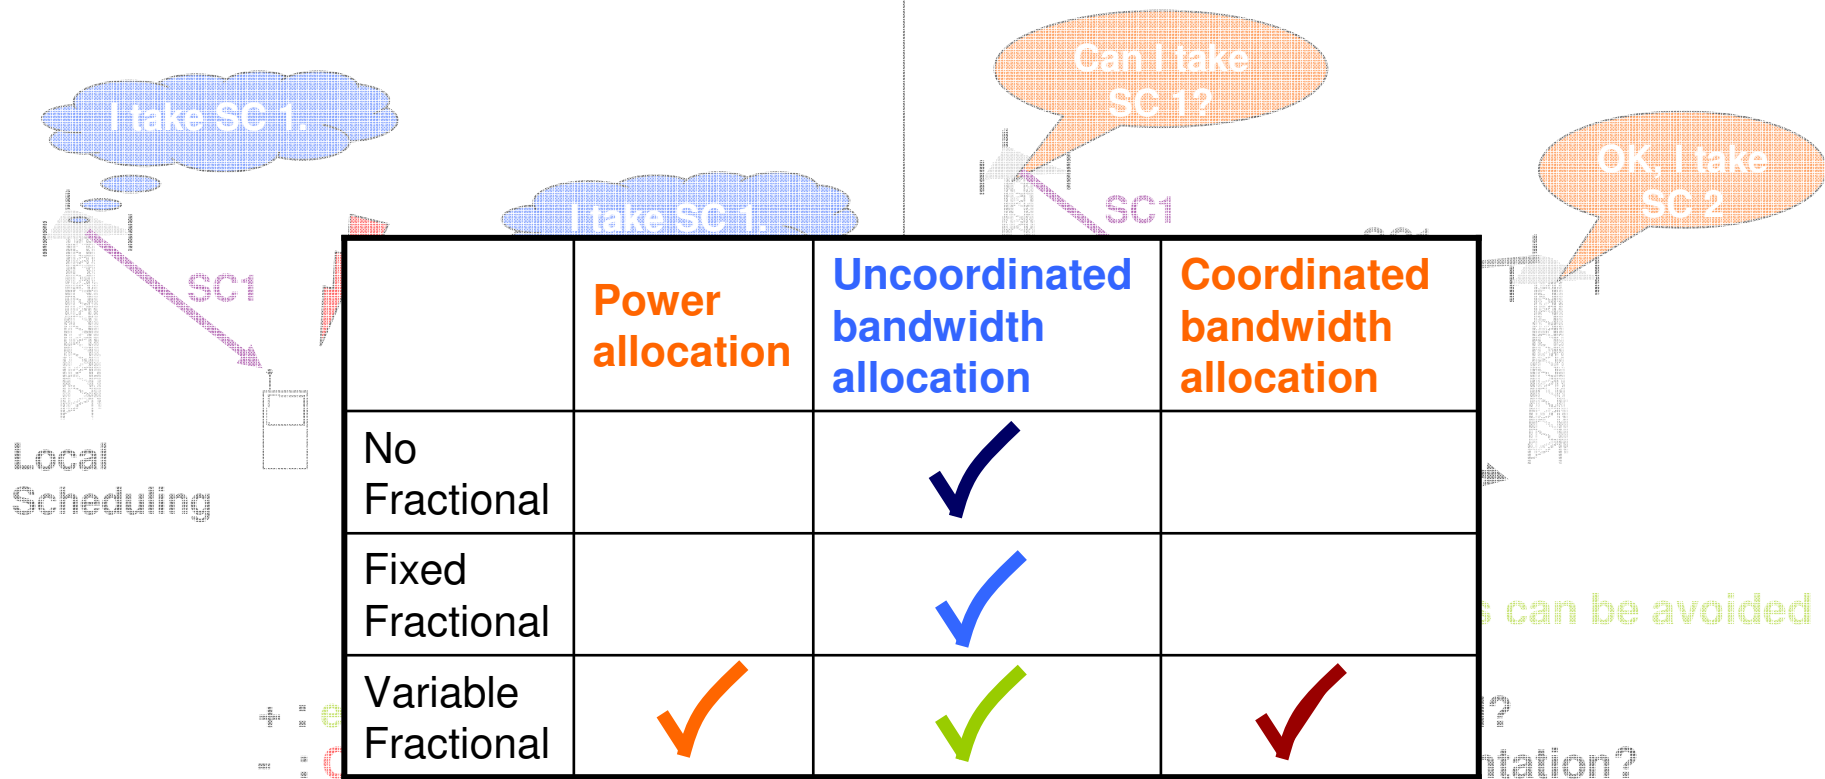 I take SC 1.
I take SC 1.
SC1
Local
Scheduling
Can I take
SC 1?
SC1
OK, I take
SC 2
Power
allocation
Uncoordinated
bandwidth
allocation
Coordinated
bandwidth
allocation
No
Fractional
Fixed
Fractional
Variable
Fractional
can be avoided
+ :
- :
?